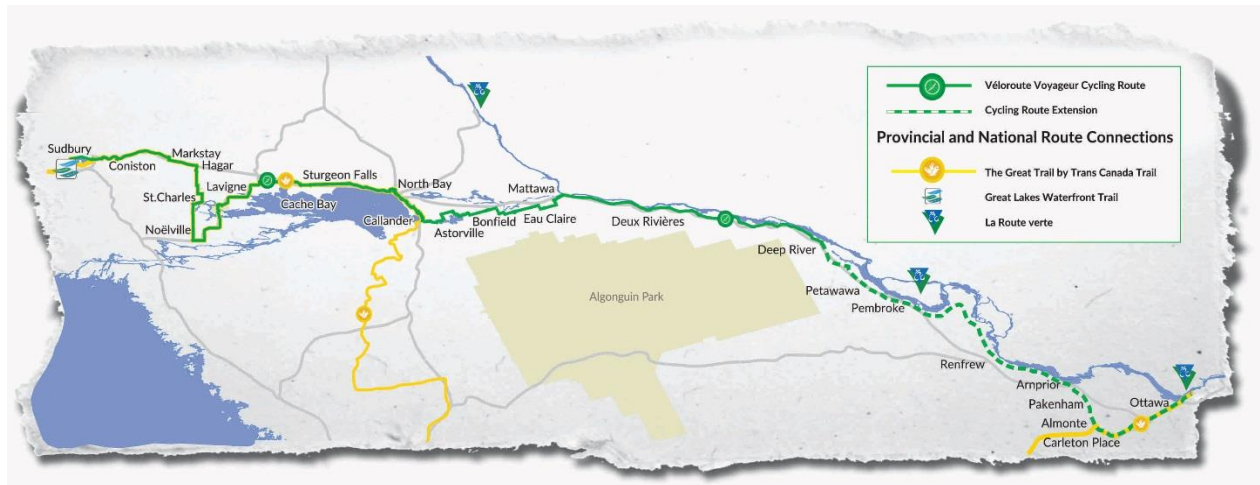 Véloroute Voyageur Cycling Route
Cycling Route Extension
Provincial and National Route Connections
The Great Trail by Trans Canada Trail
Great Lakes Waterfront Trail
La Route verte
Sudbury
Coniston
Markstay
Hagar
St.Charles
Noëlville
Lavigne
Sturgeon Falls
Cache Bay
North Bay
Callander
Astorville
Bonfield
Eau Claire
Mattawa
Deux Rivières
Deep River
Algonguin Park
Petawawa
Pembroke
Renfrew
Arnprior
Pakenham
Almonte
Carleton Place
Ottawa